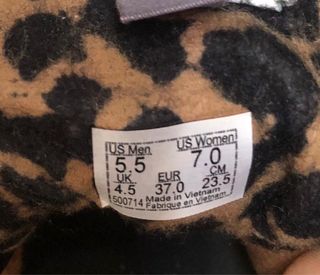 US Men US Women
5.5 7.0
UK EUR CM
4.5 37.0 23.5
500714 Made in Vietnam
Fabrique en Vietnam